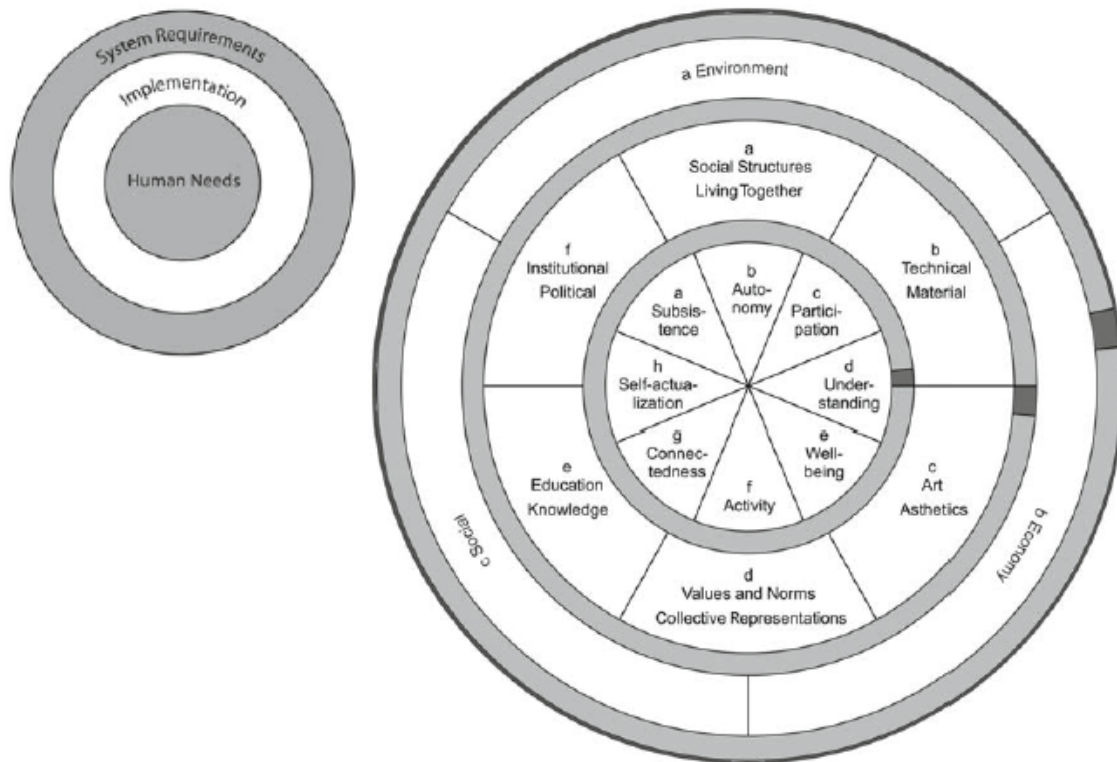 System Requirements
Implementation
Human Needs
a Environment
a
Social Structures
Living Together
b
Technical
Material
c
Art
Asthetics
d
Values and Norms
Collective Representations
e
Education
Knowledge
f
Institutional
Political
a
Subsis-
tence
b
Auto-
nomy
c
Partici-
pation
d
Under-
standing
e
Well-
being
f
Activity
g
Connec-
tedness
h
Self-actua-
lization
b Economy
c Social